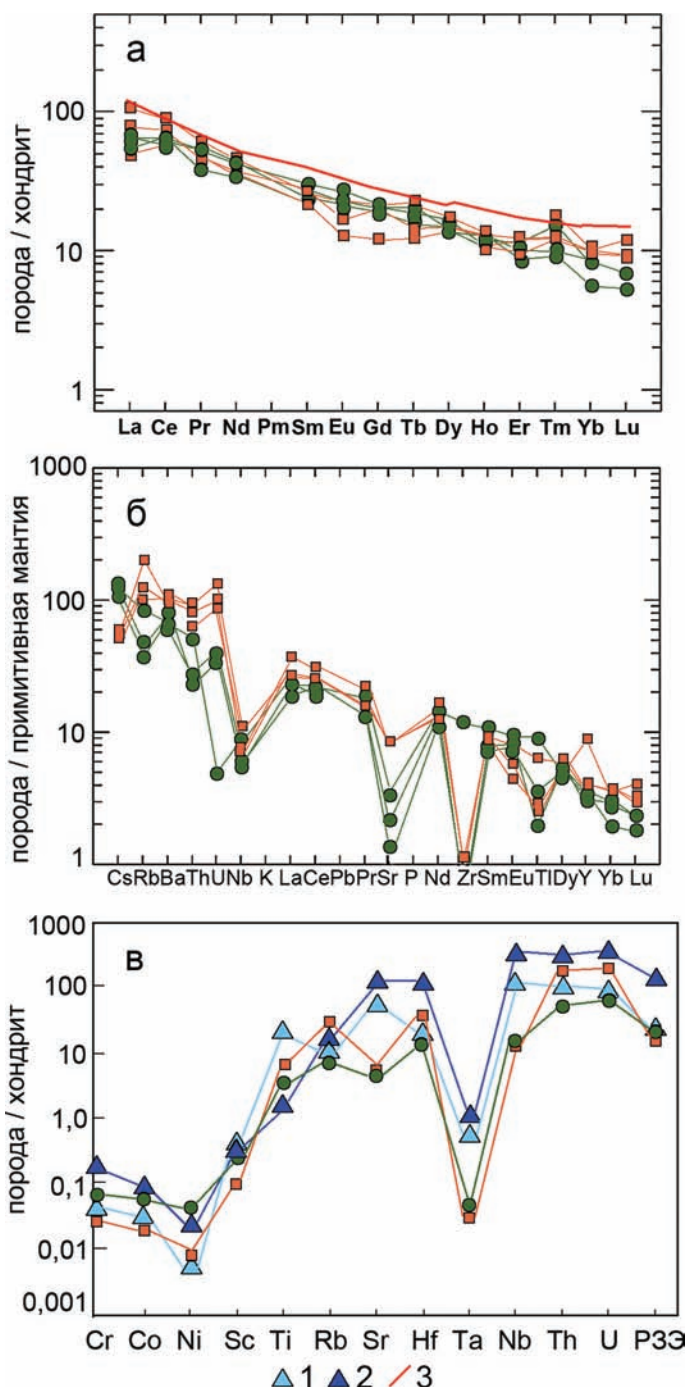 а
100
10
1
порода / хондрит
La Ce Pr Nd Pm Sm Eu Gd Tb Dy Ho Er Tm Yb Lu
1000
б
100
10
1
порода / примитивная мантия
Cs Rb Ba Th U Nb K La Ce Pb Pr Sr P Nd Zr Sm Eu Tl Dy Y Yb Lu
1000
в
100
10
1,0
0,1
0,01
0,001
порода / хондрит
Cr Co Ni Sc Ti Rb Sr Hf Ta Nb Th U РЗЭ
1 2 3